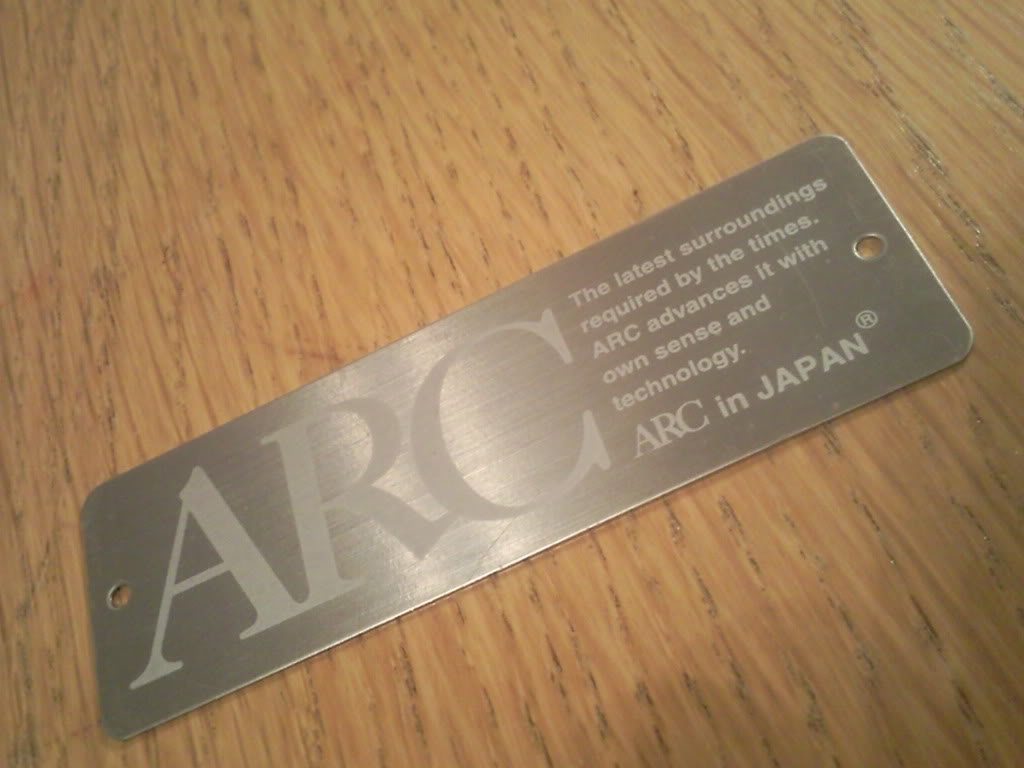 ARC
The latest surroundings
required by the times.
ARC advances it with
own sense and
technology.
ARC in JAPAN®